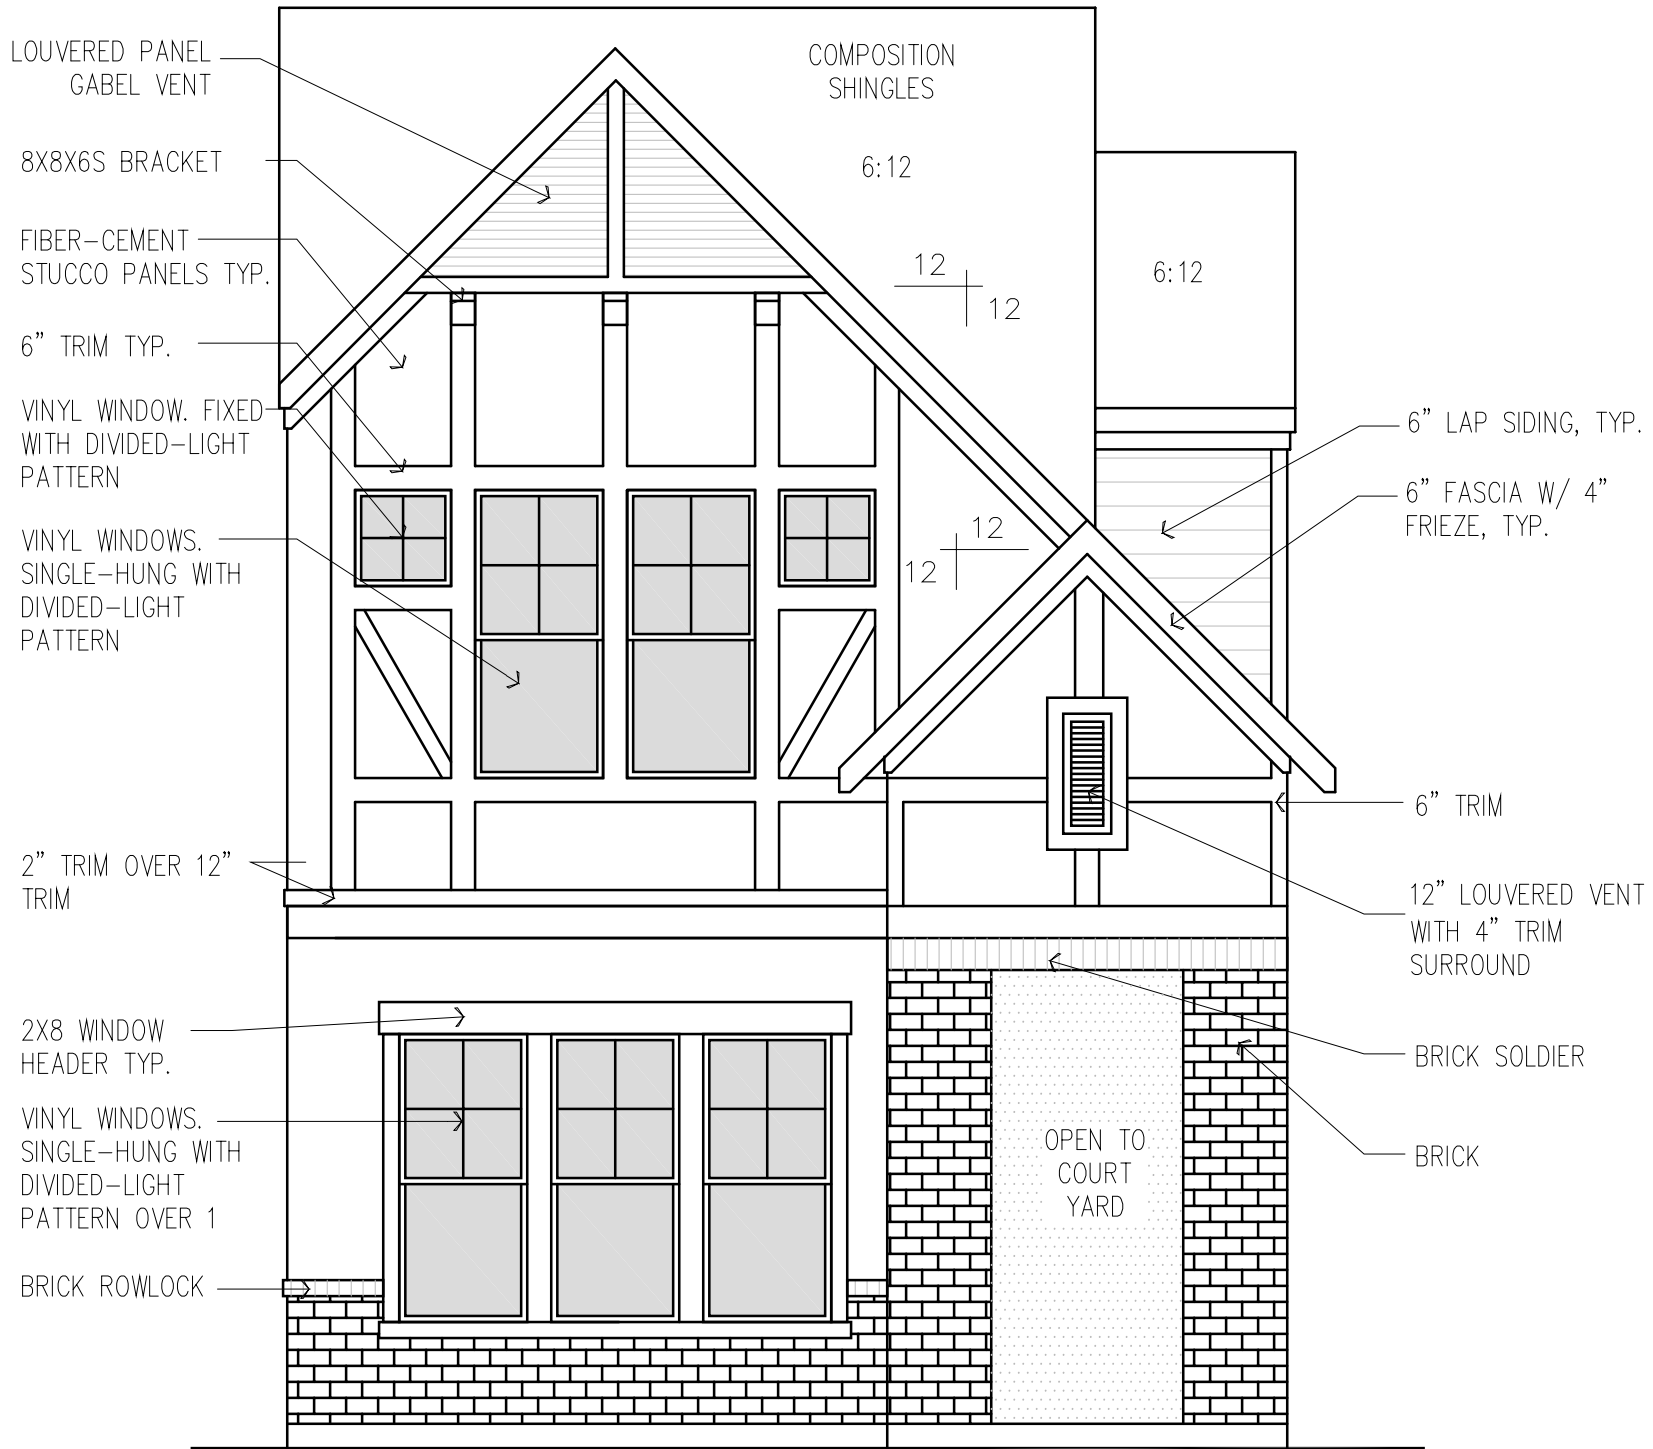 LOUVERED PANEL
GABEL VENT
8X8X6S BRACKET
FIBER-CEMENT
STUCCO PANELS TYP.
6" TRIM TYP.
VINYL WINDOW. FIXED
WITH DIVIDED-LIGHT
PATTERN
VINYL WINDOWS.
SINGLE-HUNG WITH
DIVIDED-LIGHT
PATTERN
2" TRIM OVER 12"
TRIM
2X8 WINDOW
HEADER TYP.
VINYL WINDOWS.
SINGLE-HUNG WITH
DIVIDED-LIGHT
PATTERN OVER 1
BRICK ROWLOCK
COMPOSITION
SHINGLES
6:12
12
12
12
12
6:12
OPEN TO
COURT
YARD
6" LAP SIDING, TYP.
6" FASCIA W/ 4"
FRIEZE, TYP.
6" TRIM
12" LOUVERED VENT
WITH 4" TRIM
SURROUND
BRICK SOLDIER
BRICK